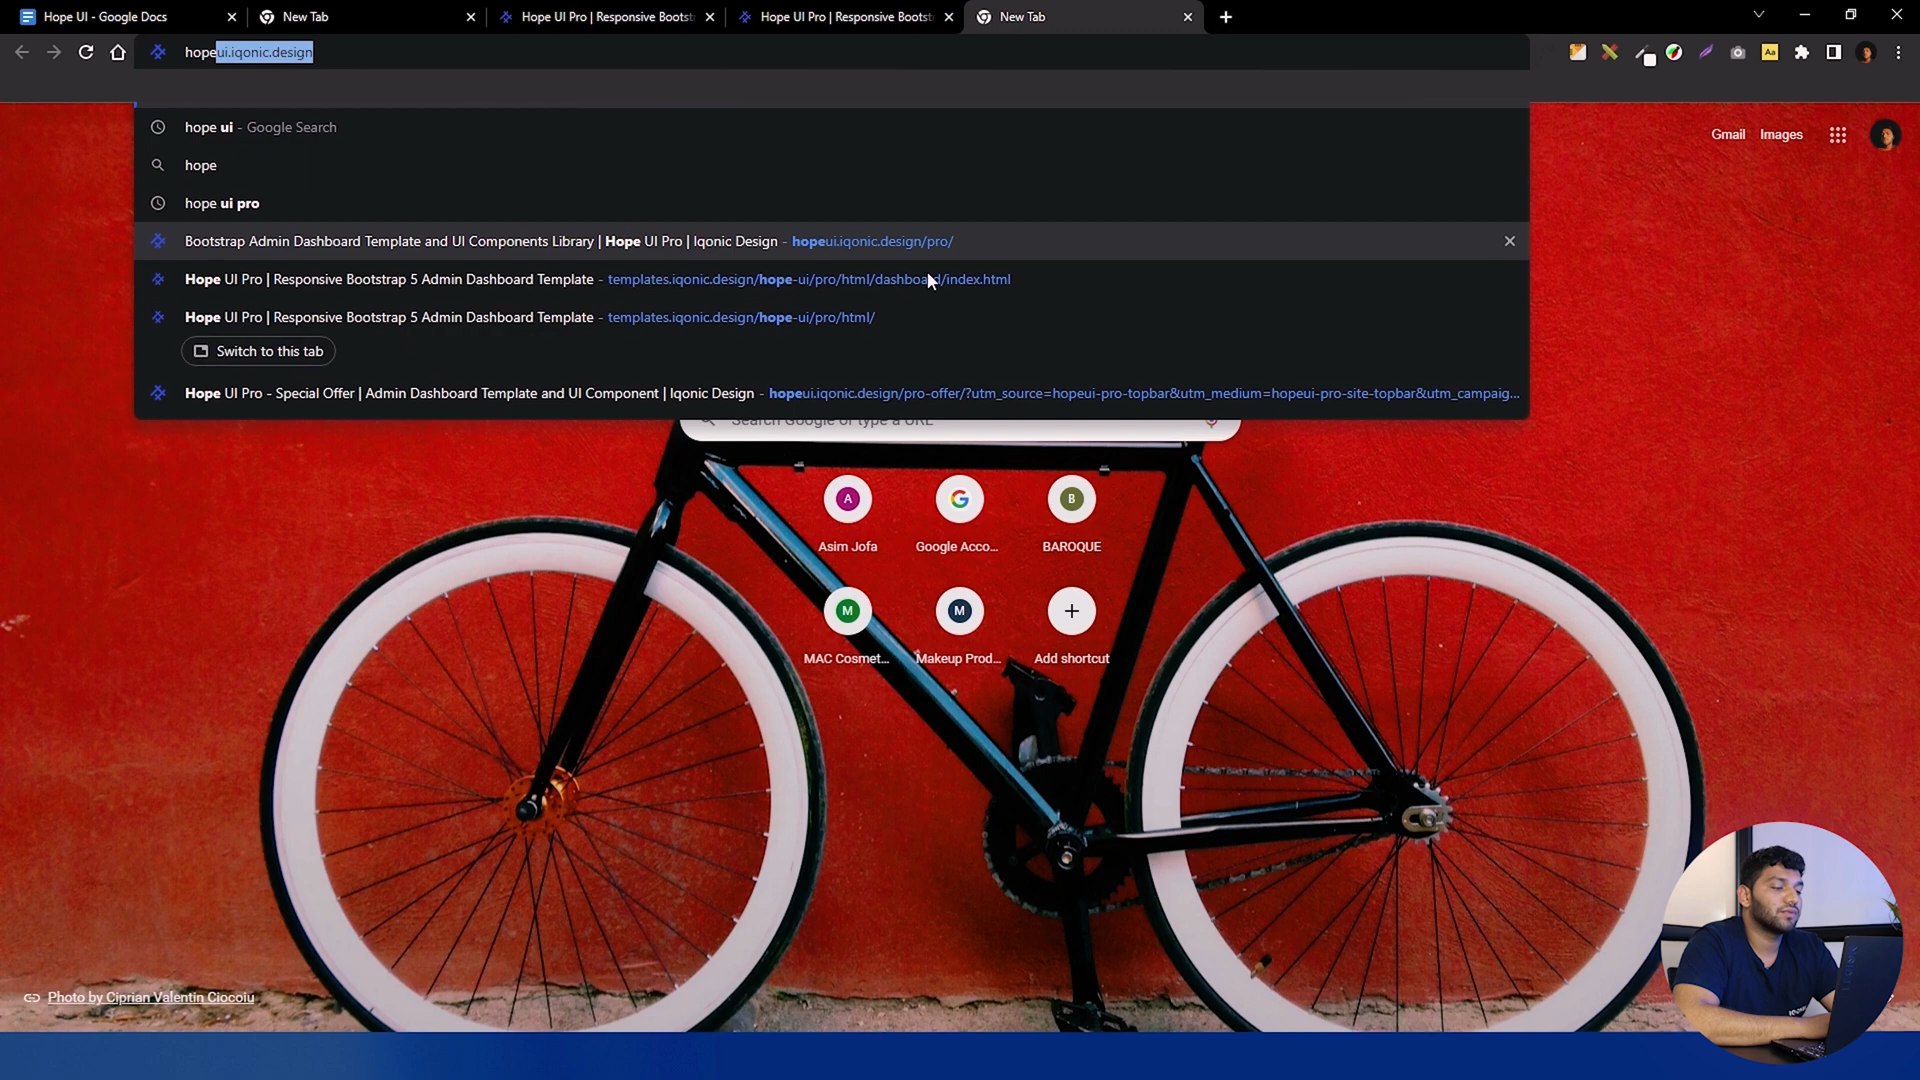 Hope UI - Google Docs
New Tab
Hope UI Pro | Responsive Bootst
Hope UI Pro | Responsive Bootst
New Tab
hopeui.iqonic.design
Aa
hope ui - Google Search
hope
hope ui pro
Bootstrap Admin Dashboard Template and UI Components Library | Hope UI Pro | Iqonic Design - hopeui.iqonic.design/pro/
Hope UI Pro | Responsive Bootstrap 5 Admin Dashboard Template - templates.iqonic.design/hope-ui/pro/html/dashboard/index.html
Hope UI Pro | Responsive Bootstrap 5 Admin Dashboard Template - templates.iqonic.design/hope-ui/pro/html/
Switch to this tab
Hope UI Pro - Special Offer | Admin Dashboard Template and UI Component | Iqonic Design - hopeui.iqonic.design/pro-offer/?utm_source=hopeui-pro-topbar&utm_medium=hopeui-pro-site-topbar&utm_campaig...
Gmail Images
Search Google or type a URL
A
B
Asim Jofa
Google Acco...
BAROQUE
M
M
MAC Cosmet...
Makeup Prod...
Add shortcut
Photo by Ciprian Valentin Ciocoiu